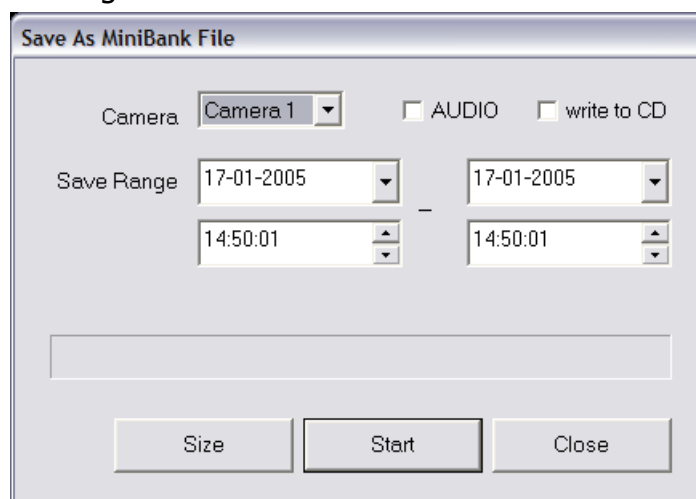 Save As MiniBank File
Camera Camera 1 AUDIO write to CD
Save Range 17-01-2005 – 17-01-2005
14:50:01 14:50:01
Size Start Close